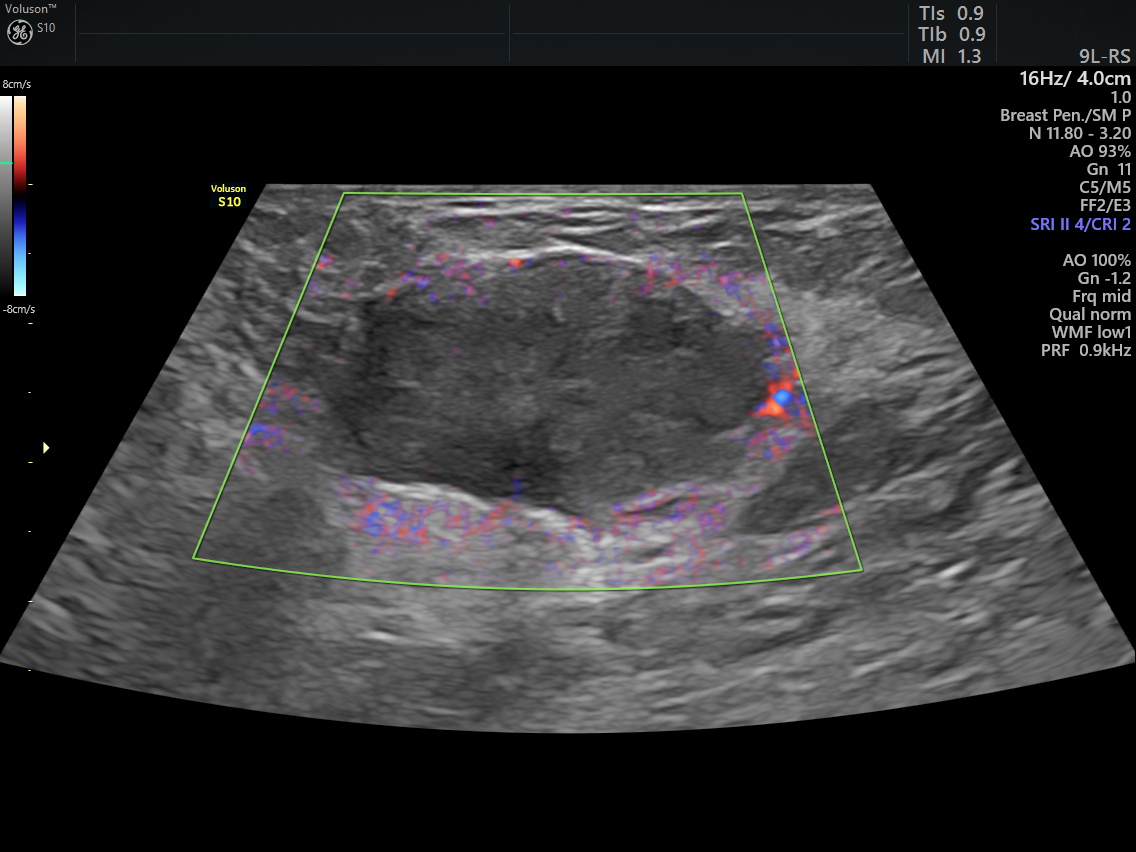 Voluson™
S10
TIs 0.9
TIb 0.9
MI 1.3
9L-RS
16Hz/ 4.0cm
1.0
Breast Pen./SM P
N 11.80 - 3.20
AO 93%
Gn 11
C5/M5
FF2/E3
SRI II 4/CRI 2
AO 100%
Gn -1.2
Frq mid
Qual norm
WMF low1
PRF 0.9kHz
8cm/s
-8cm/s
Voluson
S10